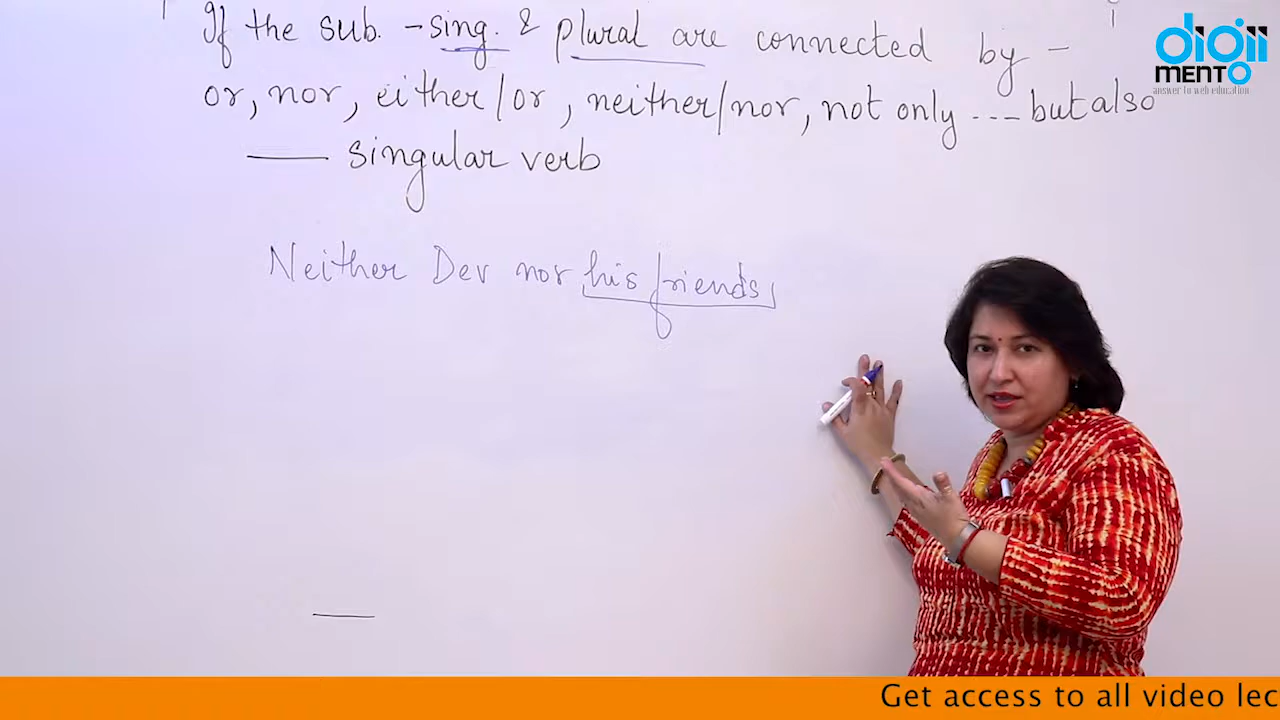 If the sub. - sing. & plural are connected by -
or, nor, either/or, neither/nor, not only --- but also
singular verb
Neither Dev nor his friends
digii
MENTO
answer to web education
Get access to all video lec